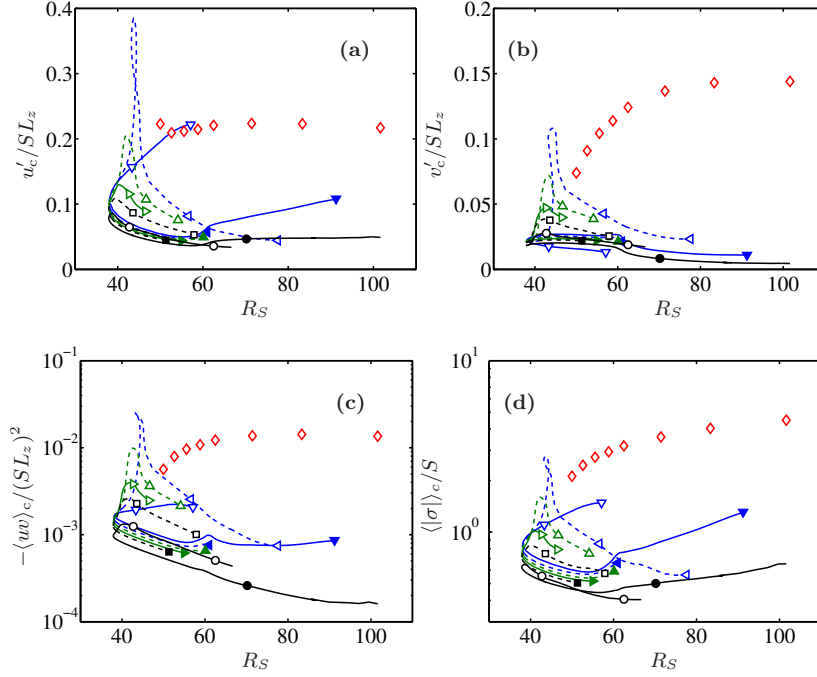 0.4
0.3
0.2
0.1
0
u′c/SLz
(a)
40 60 80 100
RS
0.2
0.15
0.1
0.05
0
v′c/SLz
(b)
40 60 80 100
RS
10−1
10−2
10−3
10−4
−⟨uv⟩c/(SLz)2
(c)
40 60 80 100
RS
101
100
⟨|σ|⟩c/S
(d)
40 60 80 100
RS